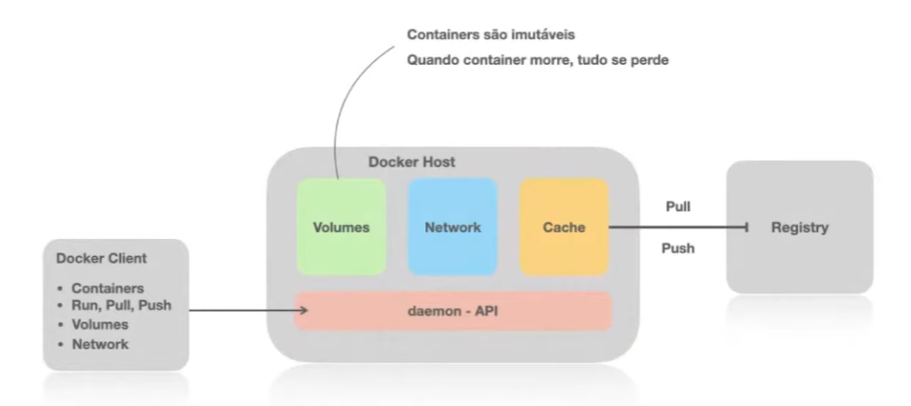 Containers são imutáveis
Quando container morre, tudo se perde
Docker Host
Volumes
Network
Cache
daemon - API
Pull
Push
Registry
Docker Client
• Containers
• Run, Pull, Push
• Volumes
• Network